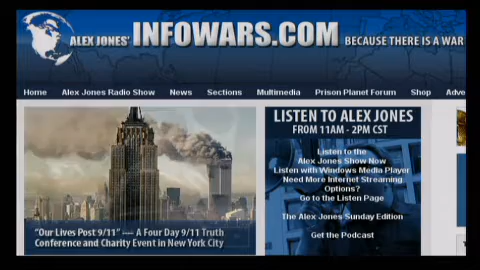 ALEX JONES' INFOWARS.COM BECAUSE THERE IS A WAR
Home Alex Jones Radio Show News Sections Multimedia Prison Planet Forum Shop Adve
LISTEN TO ALEX JONES
FROM 11AM - 2PM CST
Listen to the
Alex Jones Show Now
Listen with Windows Media Player
Need More Internet Streaming
Options?
Go to the Listen Page
The Alex Jones Sunday Edition
Get the Podcast
"Our Lives Post 9/11" — A Four Day 9/11 Truth
Conference and Charity Event in New York City